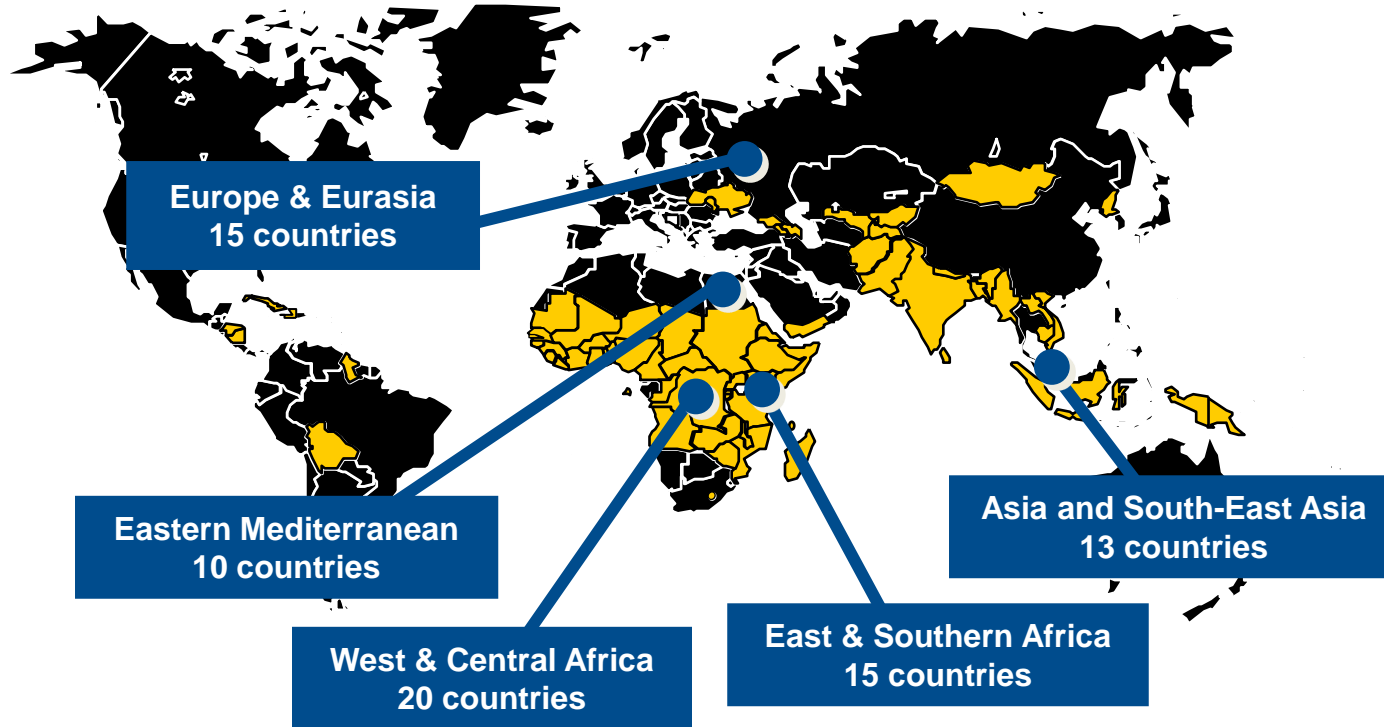 Europe & Eurasia
15 countries
Eastern Mediterranean
10 countries
Asia and South-East Asia
13 countries
East & Southern Africa
15 countries
West & Central Africa
20 countries